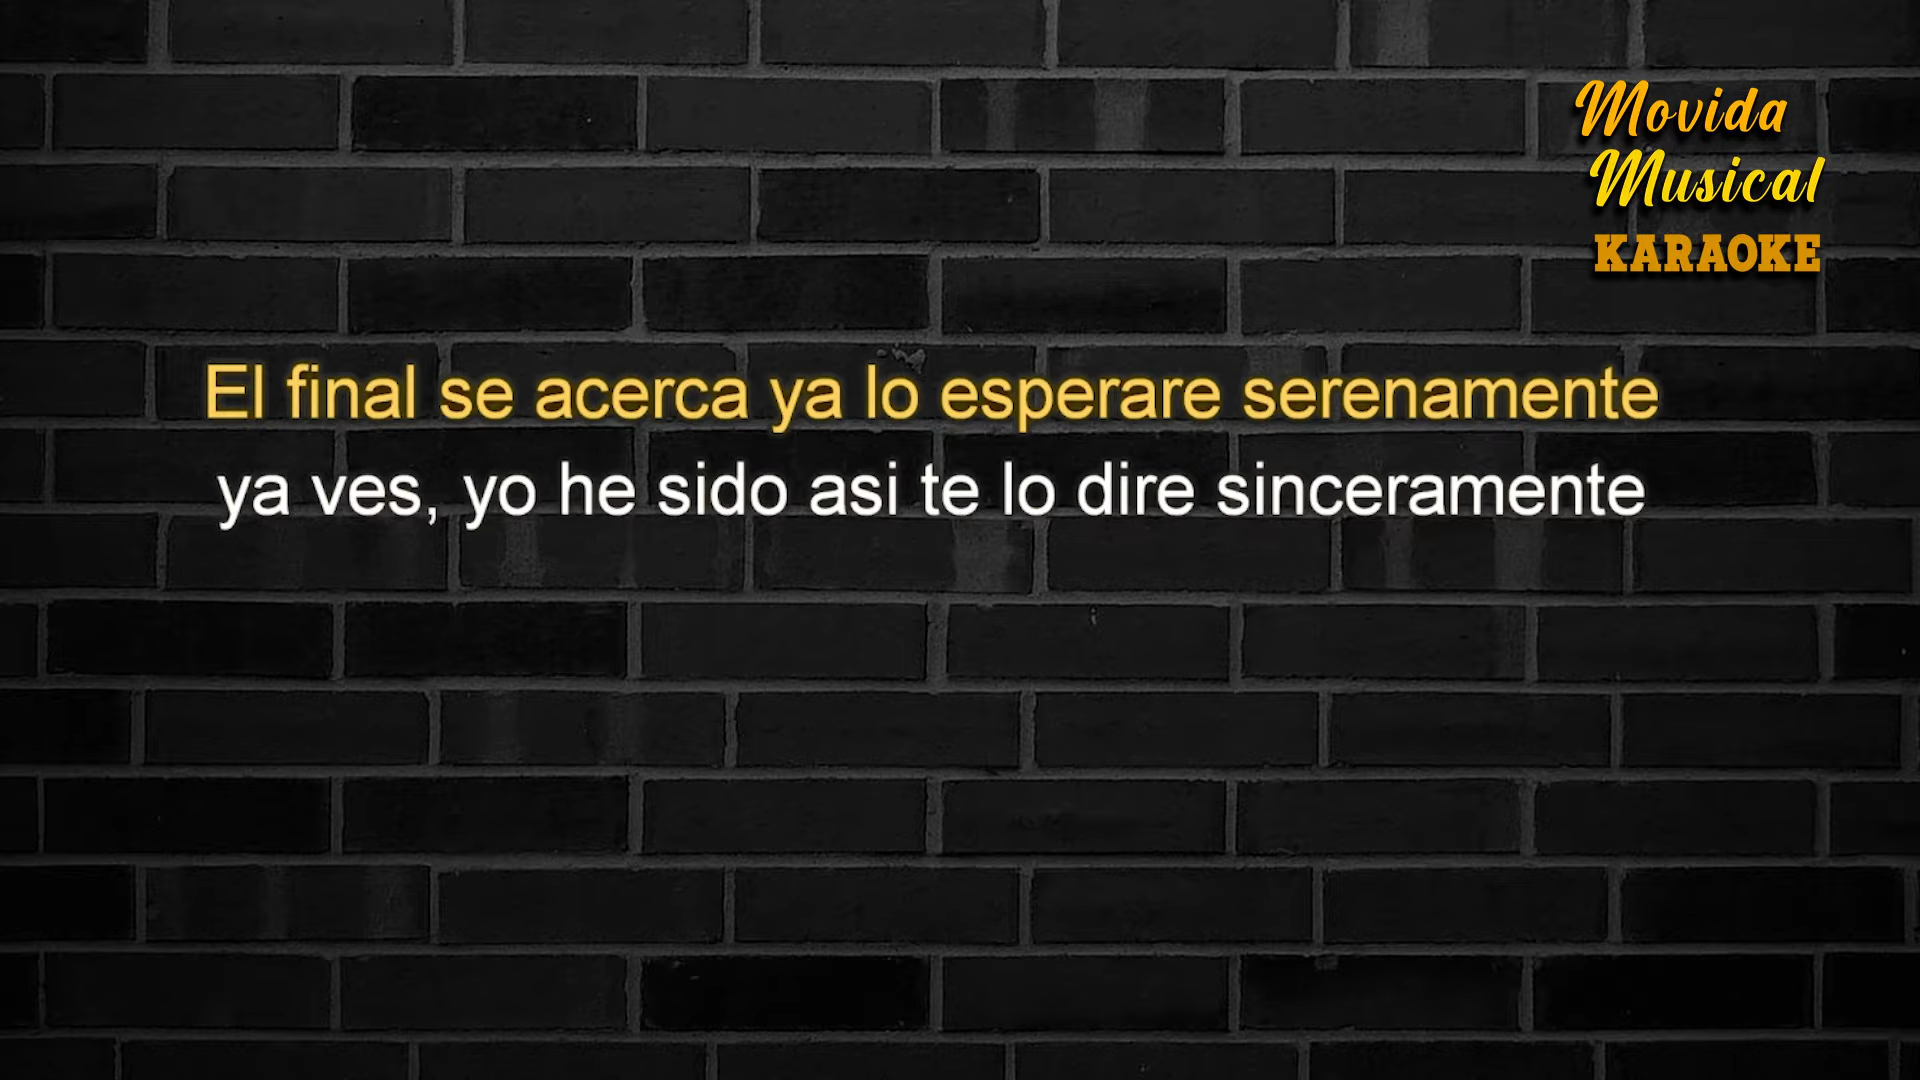 Movida
Musical
KARAOKE
El final se acerca ya lo esperare serenamente
ya ves, yo he sido asi te lo dire sinceramente